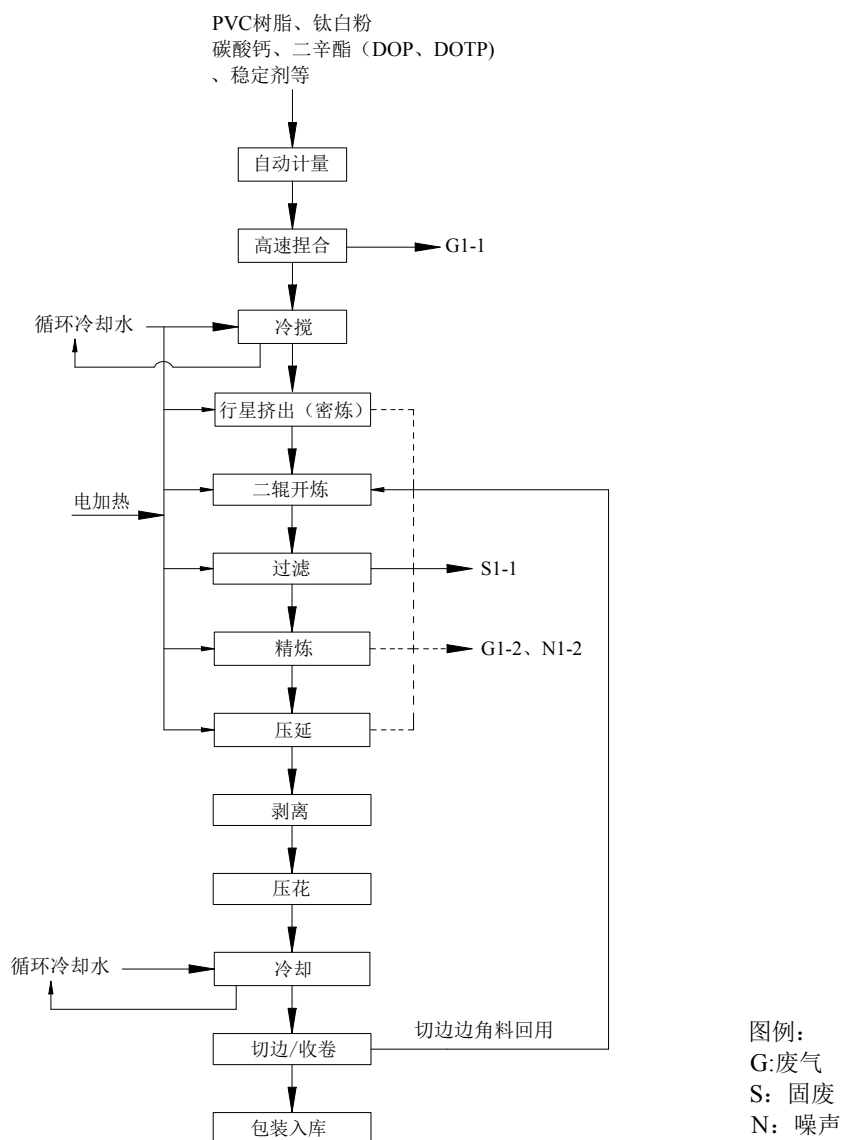 PVC树脂、钛白粉
碳酸钙、二辛酯（DOP、DOTP)
、稳定剂等
自动计量
高速捏合
G1-1
循环冷却水
冷搅
行星挤出（密炼）
二辊开炼
电加热
过滤
S1-1
精炼
G1-2、N1-2
压延
剥离
压花
循环冷却水
冷却
切边边角料回用
切边/收卷
包装入库
图例：
G:废气
S：固废
N：噪声